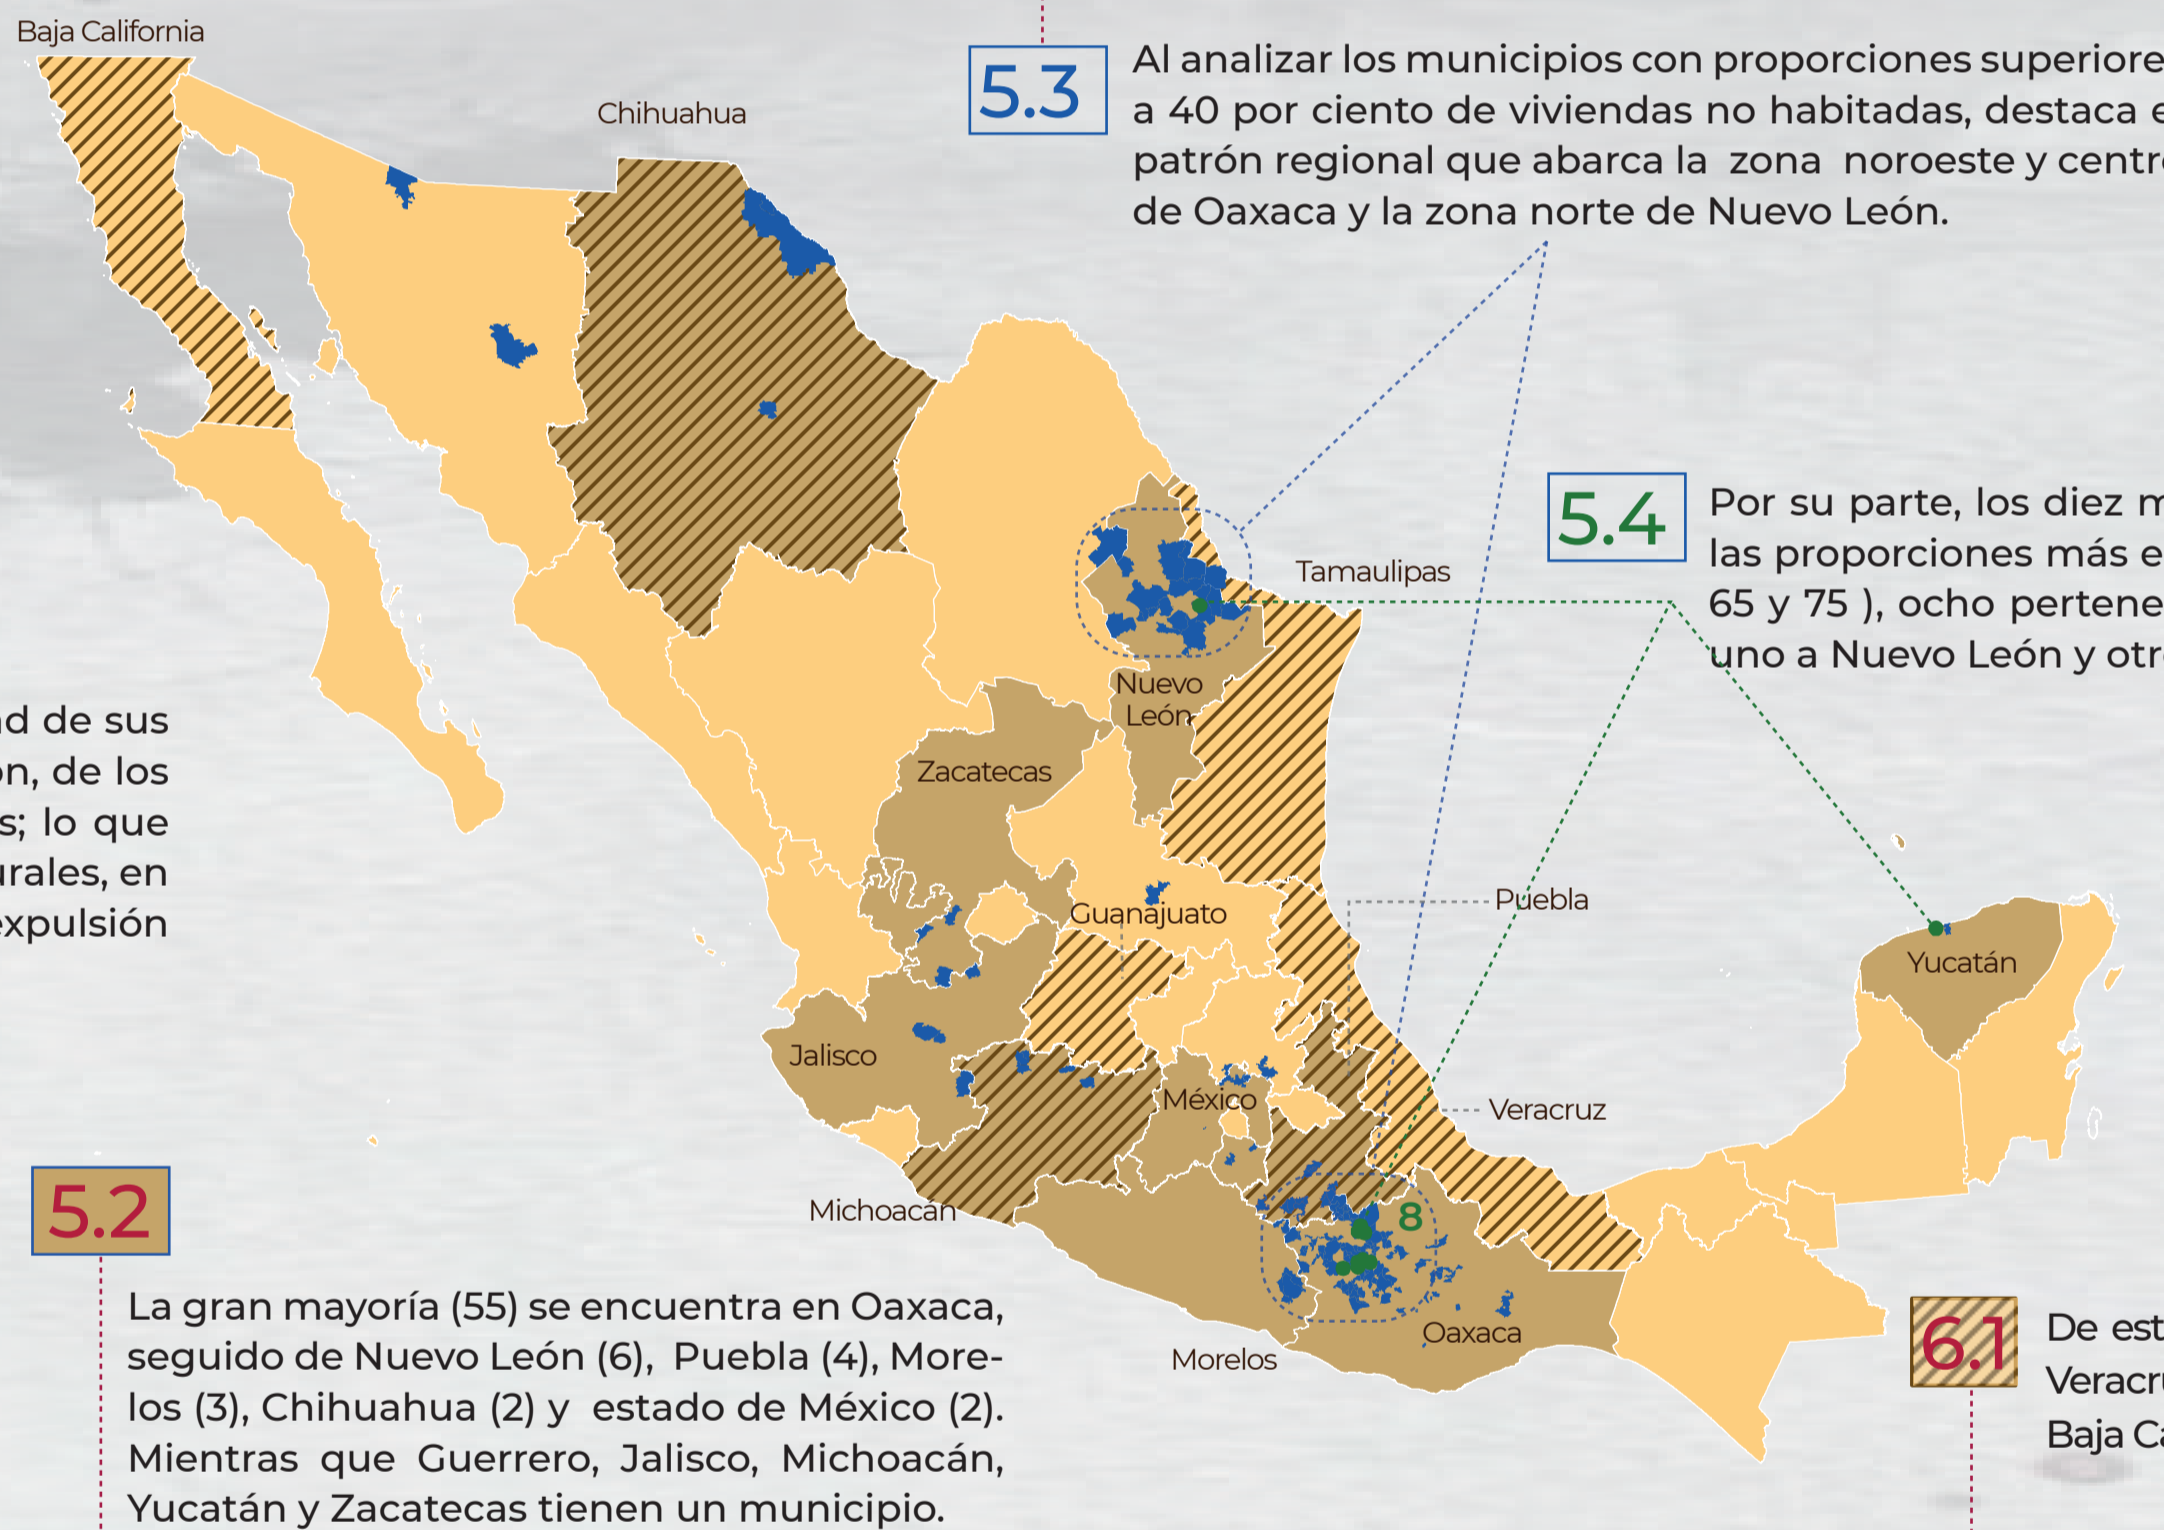 Baja California
Chihuahua
5.3
Al analizar los municipios con proporciones superiore
a 40 por ciento de viviendas no habitadas, destaca e
patrón regional que abarca la zona noroeste y centr
de Oaxaca y la zona norte de Nuevo León.
5.4
Por su parte, los diez m
las proporciones más e
65 y 75 ), ocho pertene
uno a Nuevo León y otr
Tamaulipas
Nuevo
León
Zacatecas
ad de sus
ón, de los
s; lo que
urales, en
expulsión
Guanajuato
Puebla
Yucatán
Jalisco
México
Veracruz
Michoacán
8
Oaxaca
Morelos
5.2
La gran mayoría (55) se encuentra en Oaxaca,
seguido de Nuevo León (6), Puebla (4), More-
los (3), Chihuahua (2) y estado de México (2).
Mientras que Guerrero, Jalisco, Michoacán,
Yucatán y Zacatecas tienen un municipio.
6.1
De est
Veracr
Baja Ca